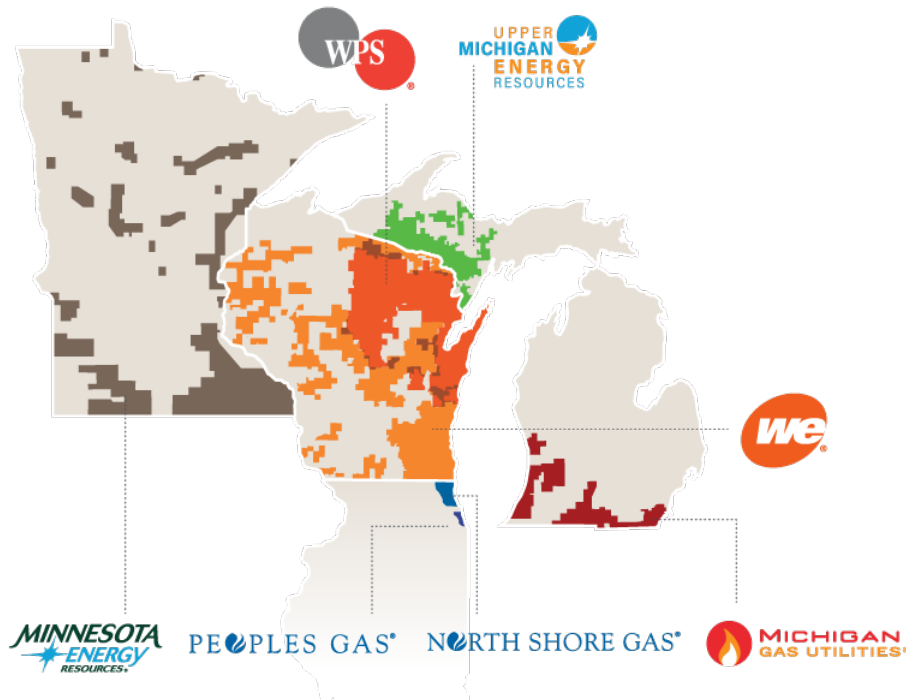 WPS
®
UPPER
MICHIGAN
ENERGY
RESOURCES
we®
MINNESOTA
ENERGY
RESOURCES®
PEOPLES GAS®
NORTH SHORE GAS®
MICHIGAN
GAS UTILITIES®